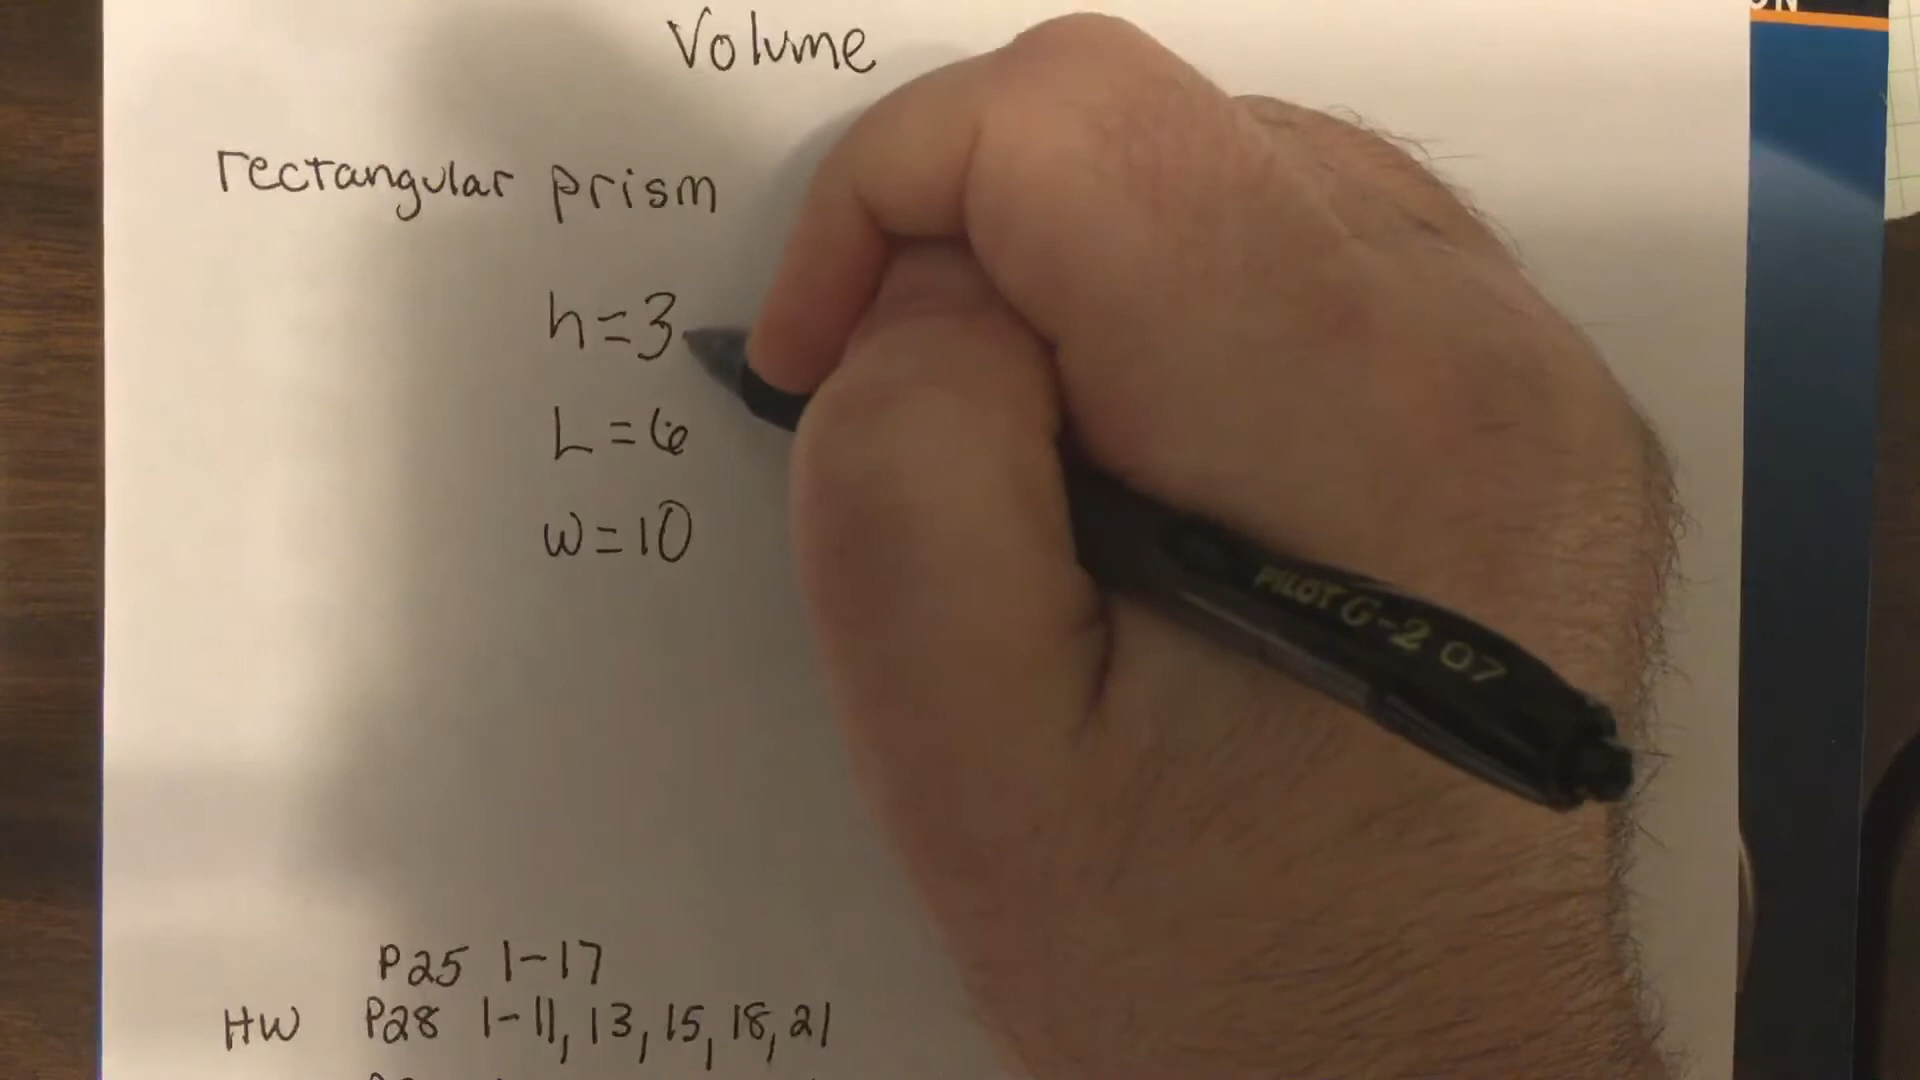 Volume
rectangular prism
h=3
L=6
w=10
PILOT G-2 07
P25 1-17
HW P28 1-11, 13, 15, 18, 21